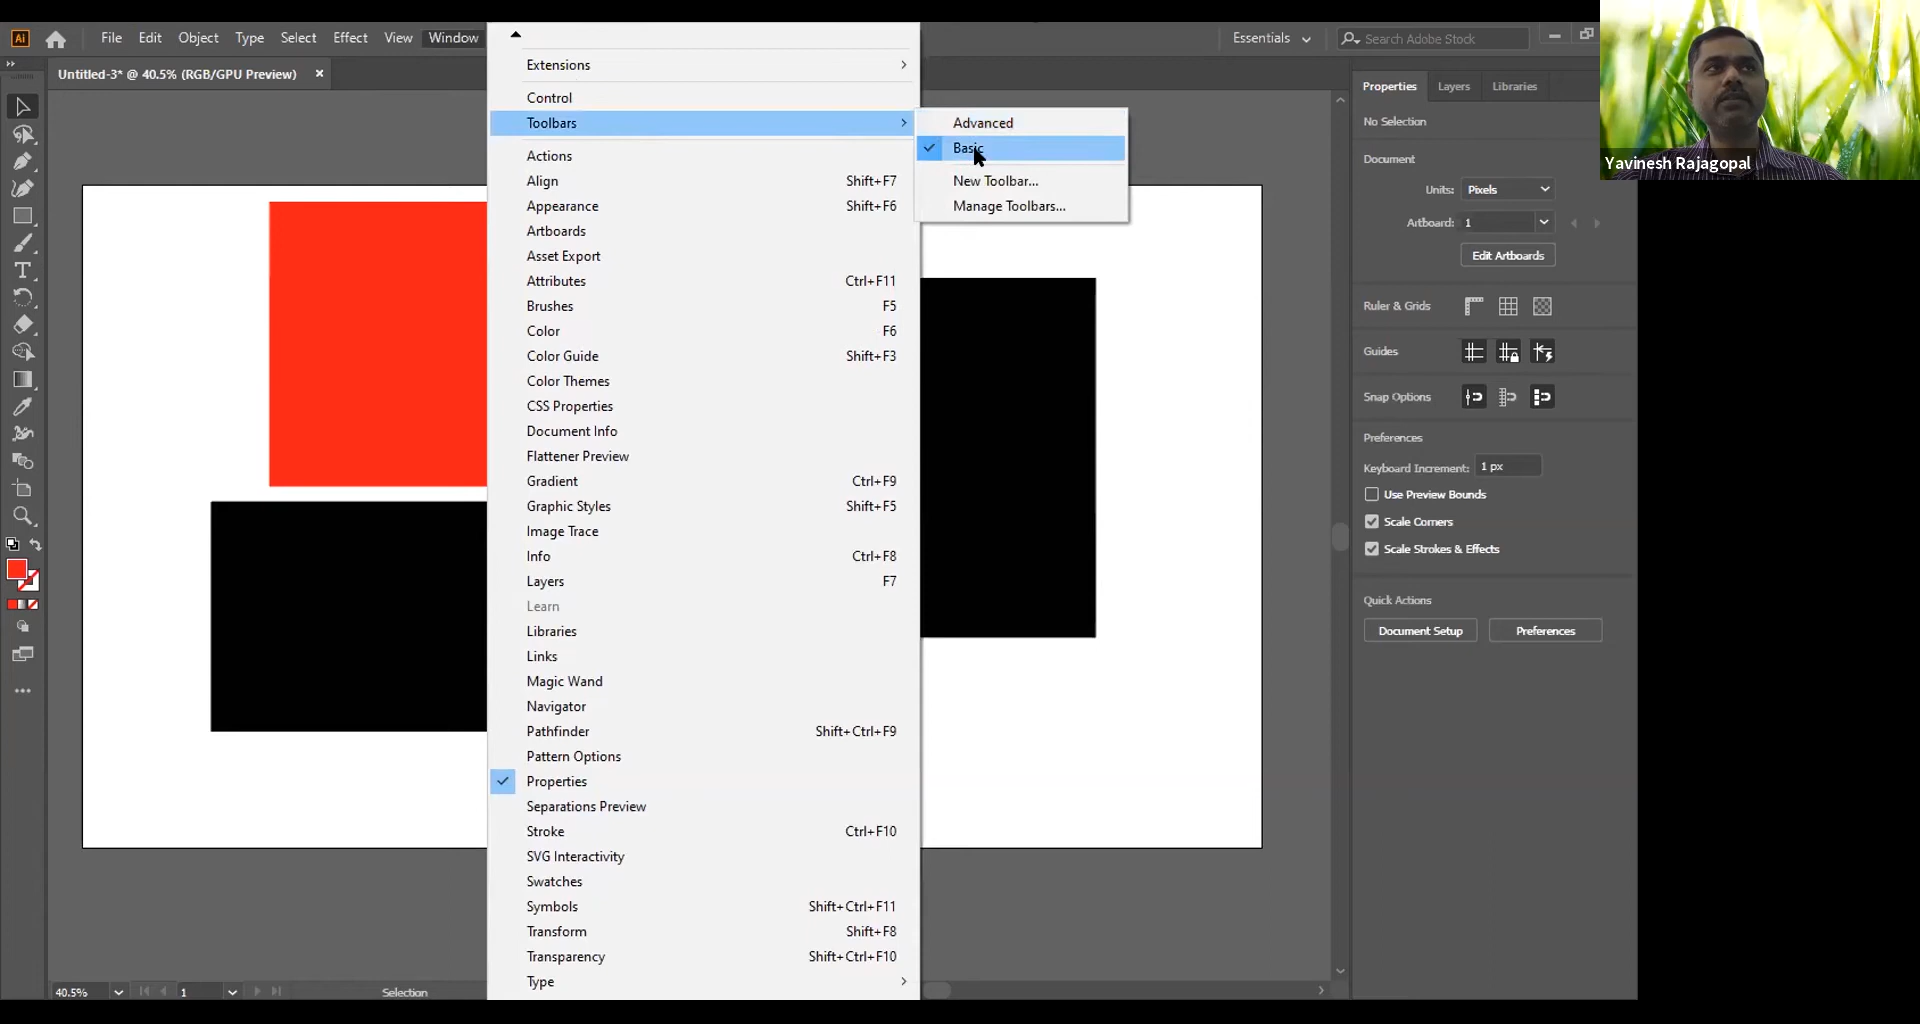 Ai
File Edit Object Type Select Effect View Window
Essentials
Search Adobe Stock
Untitled-3* @ 40.5% (RGB/GPU Preview) ×
Extensions
Control
Toolbars
Actions
Align Shift+F7
Appearance Shift+F6
Artboards
Asset Export
Attributes Ctrl+F11
Brushes F5
Color F6
Color Guide Shift+F3
Color Themes
CSS Properties
Document Info
Flattener Preview
Gradient Ctrl+F9
Graphic Styles Shift+F5
Image Trace
Info Ctrl+F8
Layers F7
Learn
Libraries
Links
Magic Wand
Navigator
Pathfinder Shift+Ctrl+F9
Pattern Options
Properties
Separations Preview
Stroke Ctrl+F10
SVG Interactivity
Swatches
Symbols Shift+Ctrl+F11
Transform Shift+F8
Transparency Shift+Ctrl+F10
Type
Advanced
Basic
New Toolbar...
Manage Toolbars...
Properties Layers Libraries
No Selection
Document
Units: Pixels
Artboard: 1
Edit Artboards
Ruler & Grids
Guides
Snap Options
Preferences
Keyboard Increment: 1 px
Use Preview Bounds
Scale Corners
Scale Strokes & Effects
Quick Actions
Document Setup Preferences
Yavinesh Rajagopal
40.5% 1 Selection